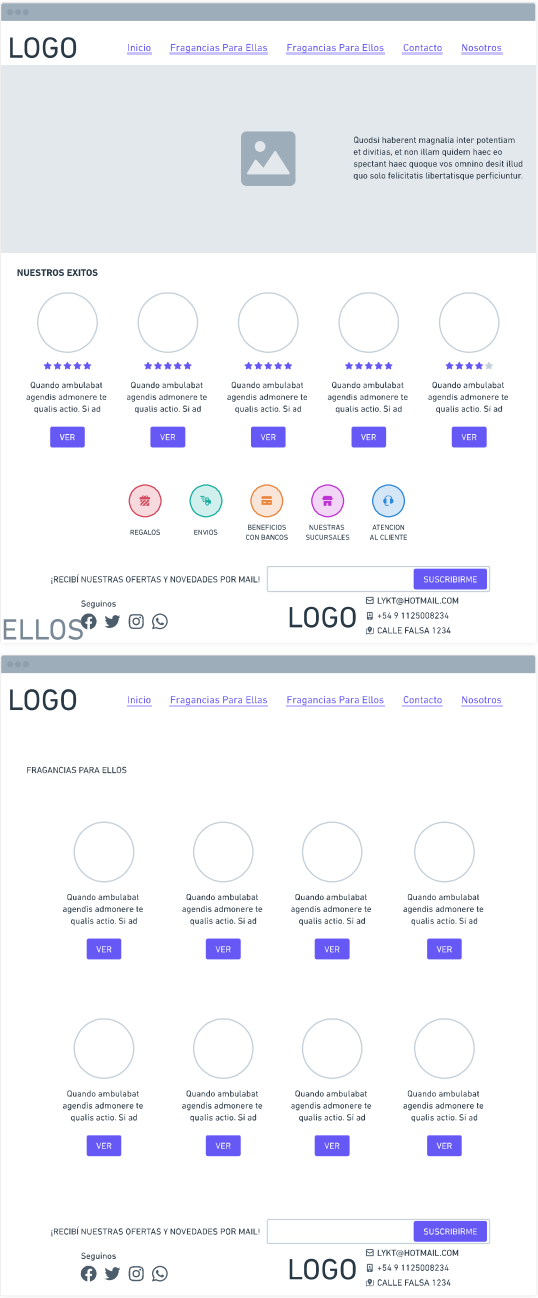 LOGO
Inicio Fragancias Para Ellas Fragancias Para Ellos Contacto Nosotros
Quodsi haberent magnalia inter potentiam
et divitias, et non illam quidem haec eo
spectant haec quoque vos omnino desit illud
quo solo felicitatis libertatisque perficiuntur.
NUESTROS EXITOS
Quando ambulabat
agendis admonere te
qualis actio. Si ad
VER
Quando ambulabat
agendis admonere te
qualis actio. Si ad
VER
Quando ambulabat
agendis admonere te
qualis actio. Si ad
VER
Quando ambulabat
agendis admonere te
qualis actio. Si ad
VER
Quando ambulabat
agendis admonere te
qualis actio. Si ad
VER
REGALOS
ENVIOS
BENEFICIOS
CON BANCOS
NUESTRAS
SUCURSALES
ATENCION
AL CLIENTE
¡RECIBÍ NUESTRAS OFERTAS Y NOVEDADES POR MAIL!
SUSCRIBIRME
Seguinos
LOGO
LYKT@HOTMAIL.COM
+54 9 1125008234
CALLE FALSA 1234
ELLOS
LOGO
Inicio Fragancias Para Ellas Fragancias Para Ellos Contacto Nosotros
FRAGANCIAS PARA ELLOS
Quando ambulabat
agendis admonere te
qualis actio. Si ad
VER
Quando ambulabat
agendis admonere te
qualis actio. Si ad
VER
Quando ambulabat
agendis admonere te
qualis actio. Si ad
VER
Quando ambulabat
agendis admonere te
qualis actio. Si ad
VER
Quando ambulabat
agendis admonere te
qualis actio. Si ad
VER
Quando ambulabat
agendis admonere te
qualis actio. Si ad
VER
Quando ambulabat
agendis admonere te
qualis actio. Si ad
VER
Quando ambulabat
agendis admonere te
qualis actio. Si ad
VER
¡RECIBÍ NUESTRAS OFERTAS Y NOVEDADES POR MAIL!
SUSCRIBIRME
Seguinos
LOGO
LYKT@HOTMAIL.COM
+54 9 1125008234
CALLE FALSA 1234